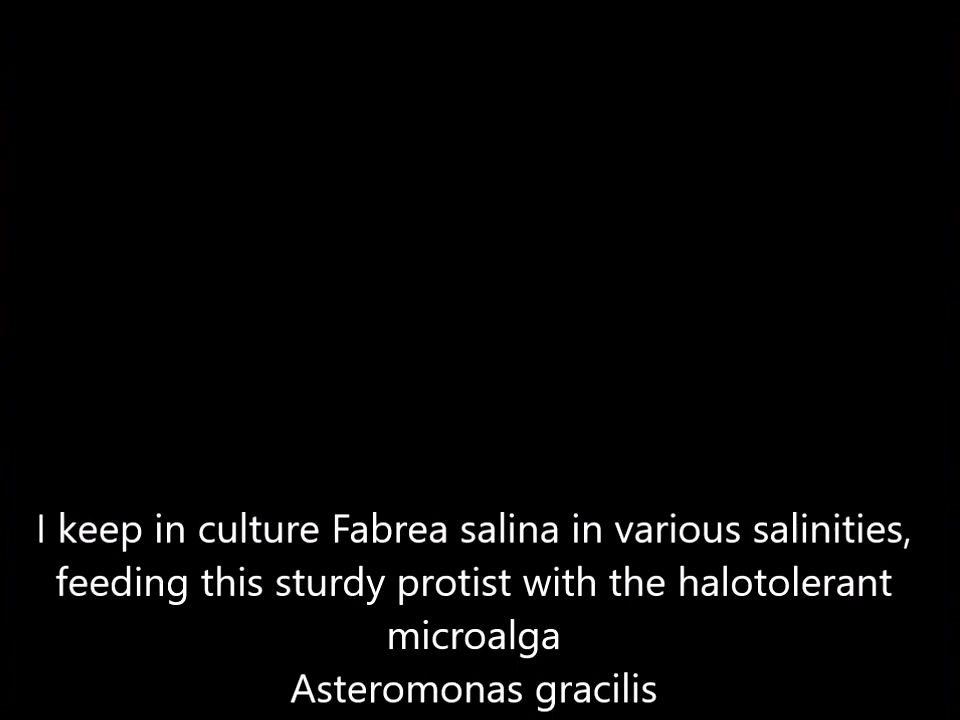 I keep in culture Fabrea salina in various salinities,
feeding this sturdy protist with the halotolerant
microalga
Asteromonas gracilis